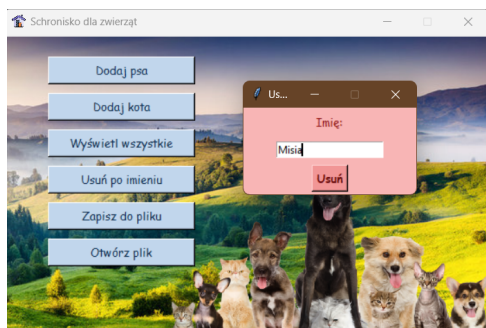 Schronisko dla zwierząt
Dodaj psa
Dodaj kota
Wyświetl wszystkie
Usuń po imieniu
Zapisz do pliku
Otwórz plik
Us...
Imię:
Misia
Usuń